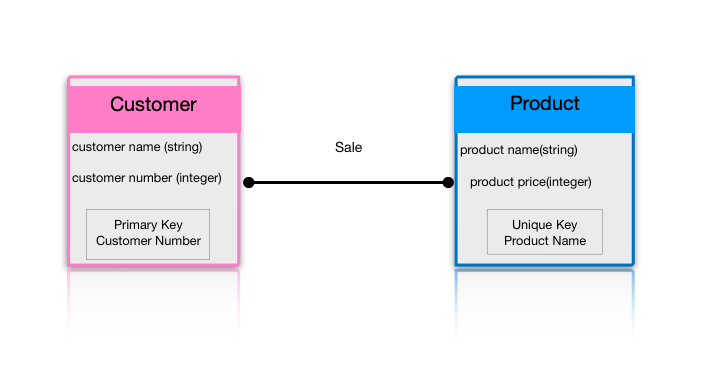 Customer
customer name (string)
customer number (integer)
Primary Key
Customer Number
Sale
Product
product name(string)
product price(integer)
Unique Key
Product Name